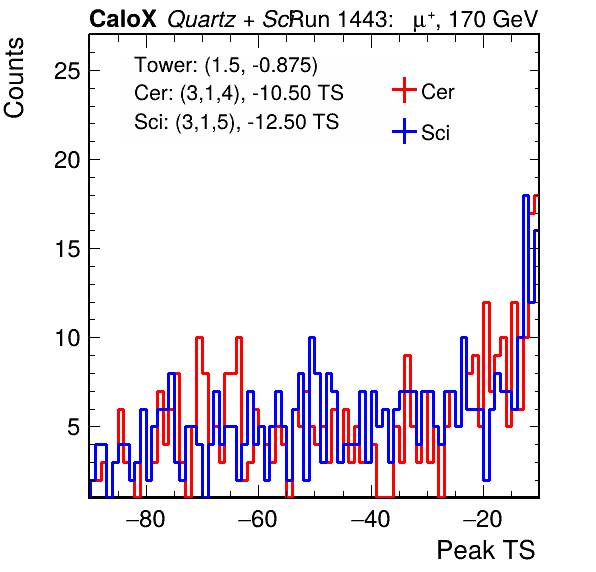 CaloX Quartz + Sci Run 1443: μ⁺, 170 GeV
Counts
Tower: (1.5, -0.875)
Cer: (3,1,4), -10.50 TS
Sci: (3,1,5), -12.50 TS
Cer
Sci
25
20
15
10
5
−80 −60 −40 −20
Peak TS